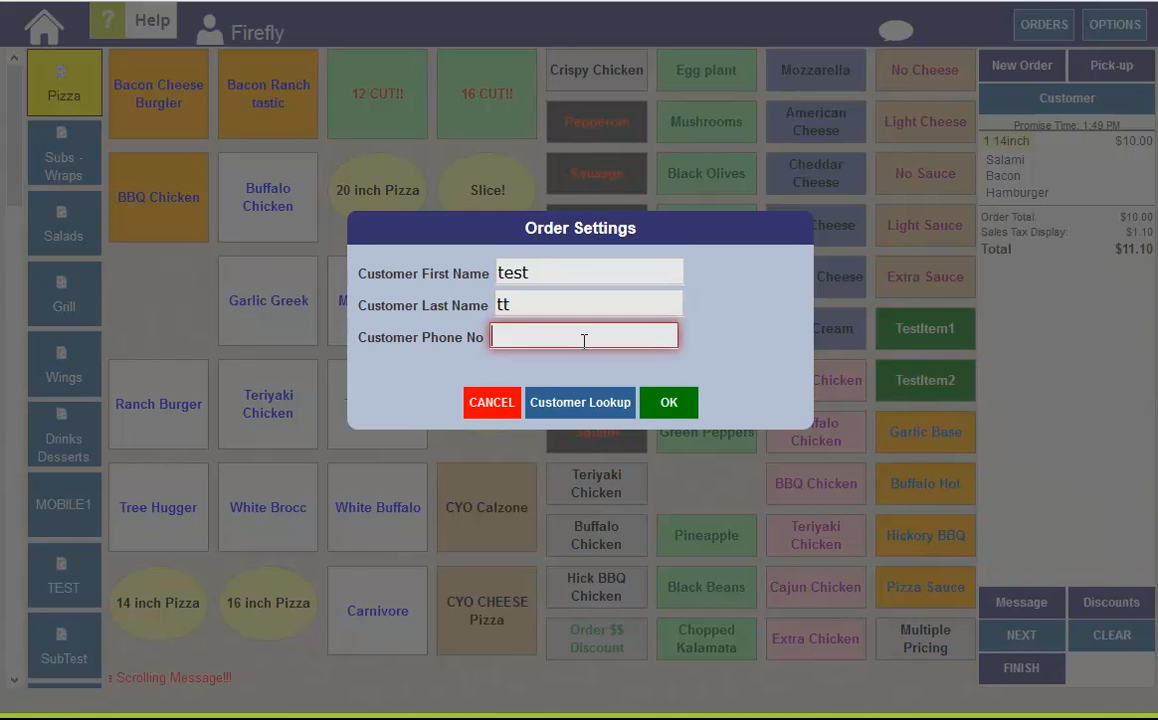 ? Help
Firefly
ORDERS
OPTIONS
Pizza
Subs -
Wraps
Salads
Grill
Wings
Drinks
Desserts
MOBILE1
TEST
SubTest
Bacon Cheese
Burgler
Bacon Ranch
tastic
12 CUT!!
16 CUT!!
BBQ Chicken
Buffalo
Chicken
20 inch Pizza
Slice!
Garlic Greek
Ranch Burger
Teriyaki
Chicken
Tree Hugger
White Brocc
White Buffalo
CYO Calzone
14 inch Pizza
16 inch Pizza
Carnivore
CYO CHEESE
Pizza
Crispy Chicken
Egg plant
Mozzarella
No Cheese
Pepperoni
Mushrooms
American
Cheese
Light Cheese
Sausage
Black Olives
Cheddar
Cheese
No Sauce
Cheese
Light Sauce
Cheese
Extra Sauce
Cream
TestItem1
Chicken
TestItem2
Green Peppers
Chicken
Garlic Base
Teriyaki
Chicken
BBQ Chicken
Buffalo Hot
Buffalo
Chicken
Pineapple
Teriyaki
Chicken
Hickory BBQ
Hick BBQ
Chicken
Black Beans
Cajun Chicken
Pizza Sauce
Order $$
Discount
Chopped
Kalamata
Extra Chicken
Multiple
Pricing
Order Settings
Customer First Name test
Customer Last Name tt
Customer Phone No
CANCEL
Customer Lookup
OK
New Order
Pick-up
Customer
Promise Time: 1:49 PM
1 14inch $10.00
Salami
Bacon
Hamburger
Order Total: $10.00
Sales Tax Display: $1.10
Total $11.10
Message
Discounts
NEXT
CLEAR
FINISH
Scrolling Message!!!